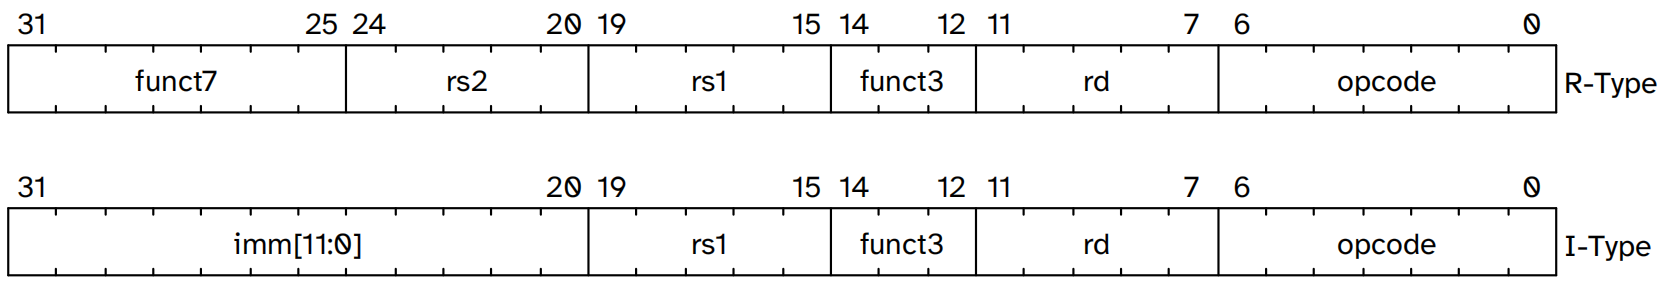 31 25 24 20 19 15 14 12 11 7 6 0
funct7 rs2 rs1 funct3 rd opcode R-Type
31 20 19 15 14 12 11 7 6 0
imm[11:0] rs1 funct3 rd opcode I-Type